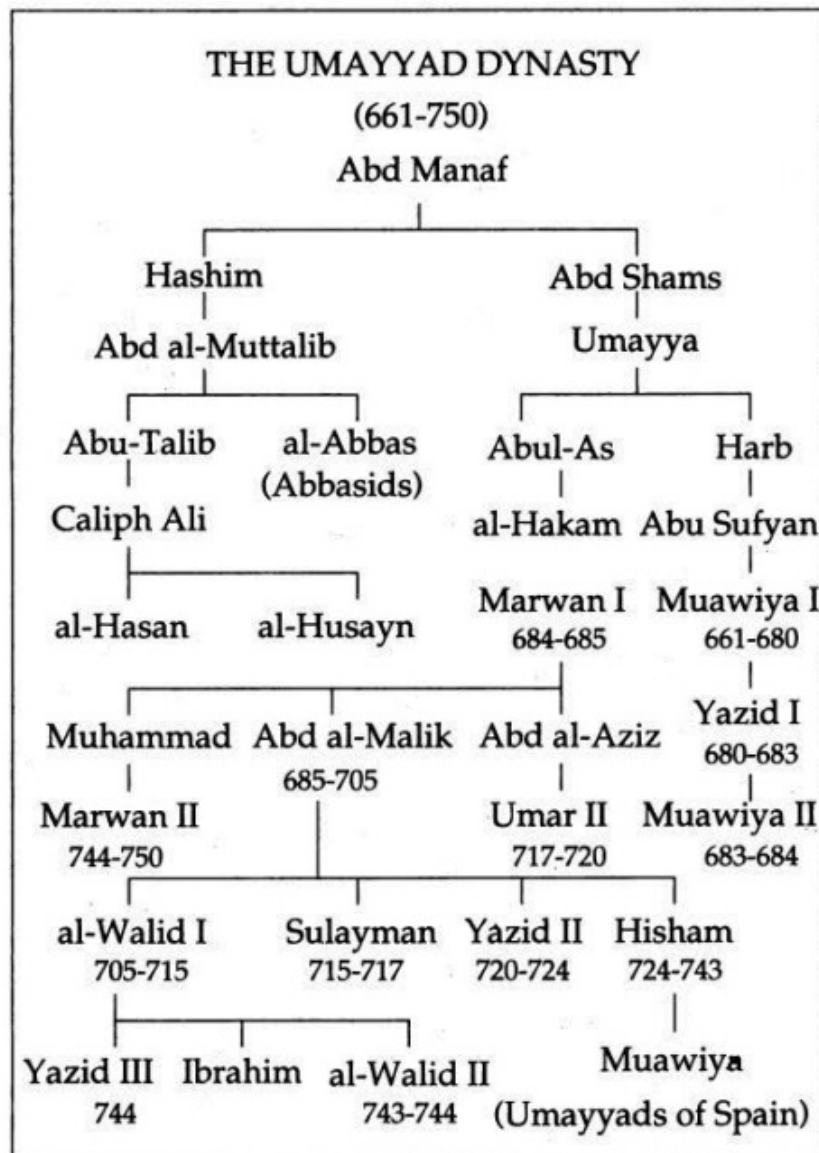 THE UMAYYAD DYNASTY
(661-750)
Abd Manaf
Hashim Abd Shams
Abd al-Muttalib Umayya
Abu-Talib al-Abbas Abul-As Harb
(Abbasids)
Caliph Ali al-Hakam Abu Sufyan
al-Hasan al-Husayn Marwan I Muawiya I
684-685 661-680
Muhammad Abd al-Malik Abd al-Aziz Yazid I
685-705 680-683
Marwan II Umar II Muawiya II
744-750 717-720 683-684
al-Walid I Sulayman Yazid II Hisham
705-715 715-717 720-724 724-743
Yazid III Ibrahim al-Walid II Muawiya
744 743-744 (Umayyads of Spain)